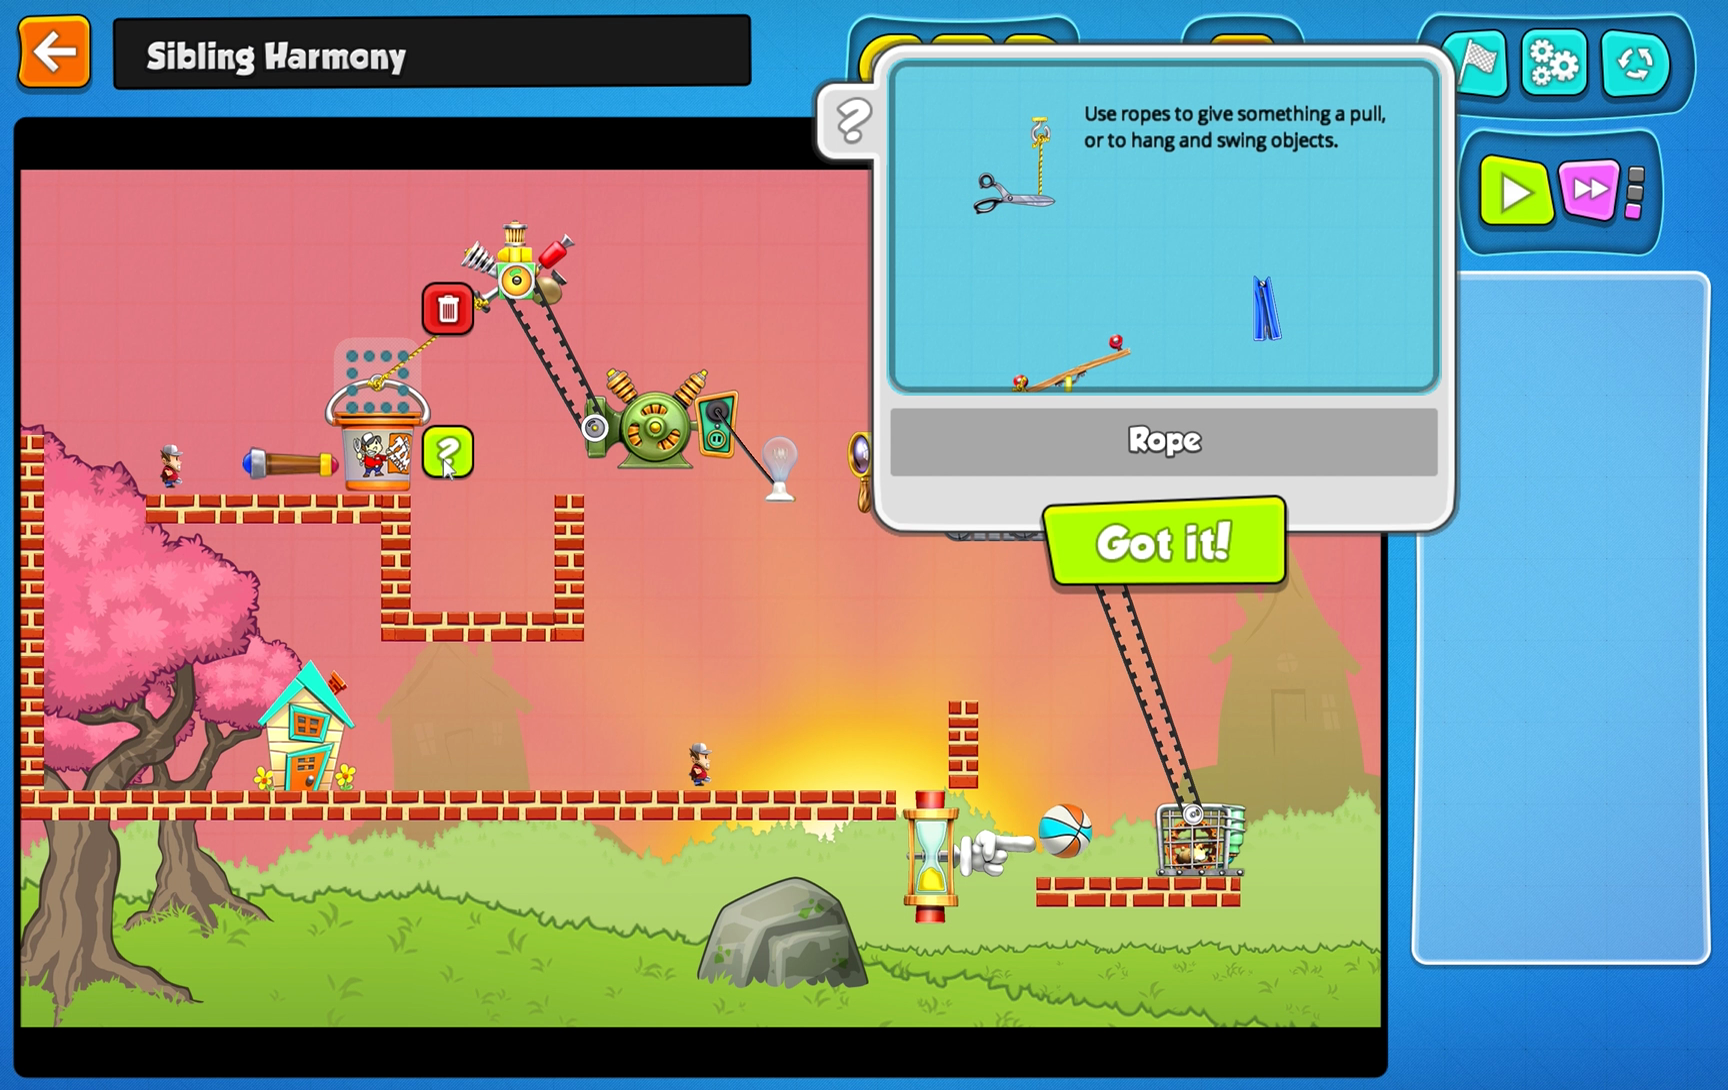 Sibling Harmony
?
Use ropes to give something a pull,
or to hang and swing objects.
Rope
?
Got it!